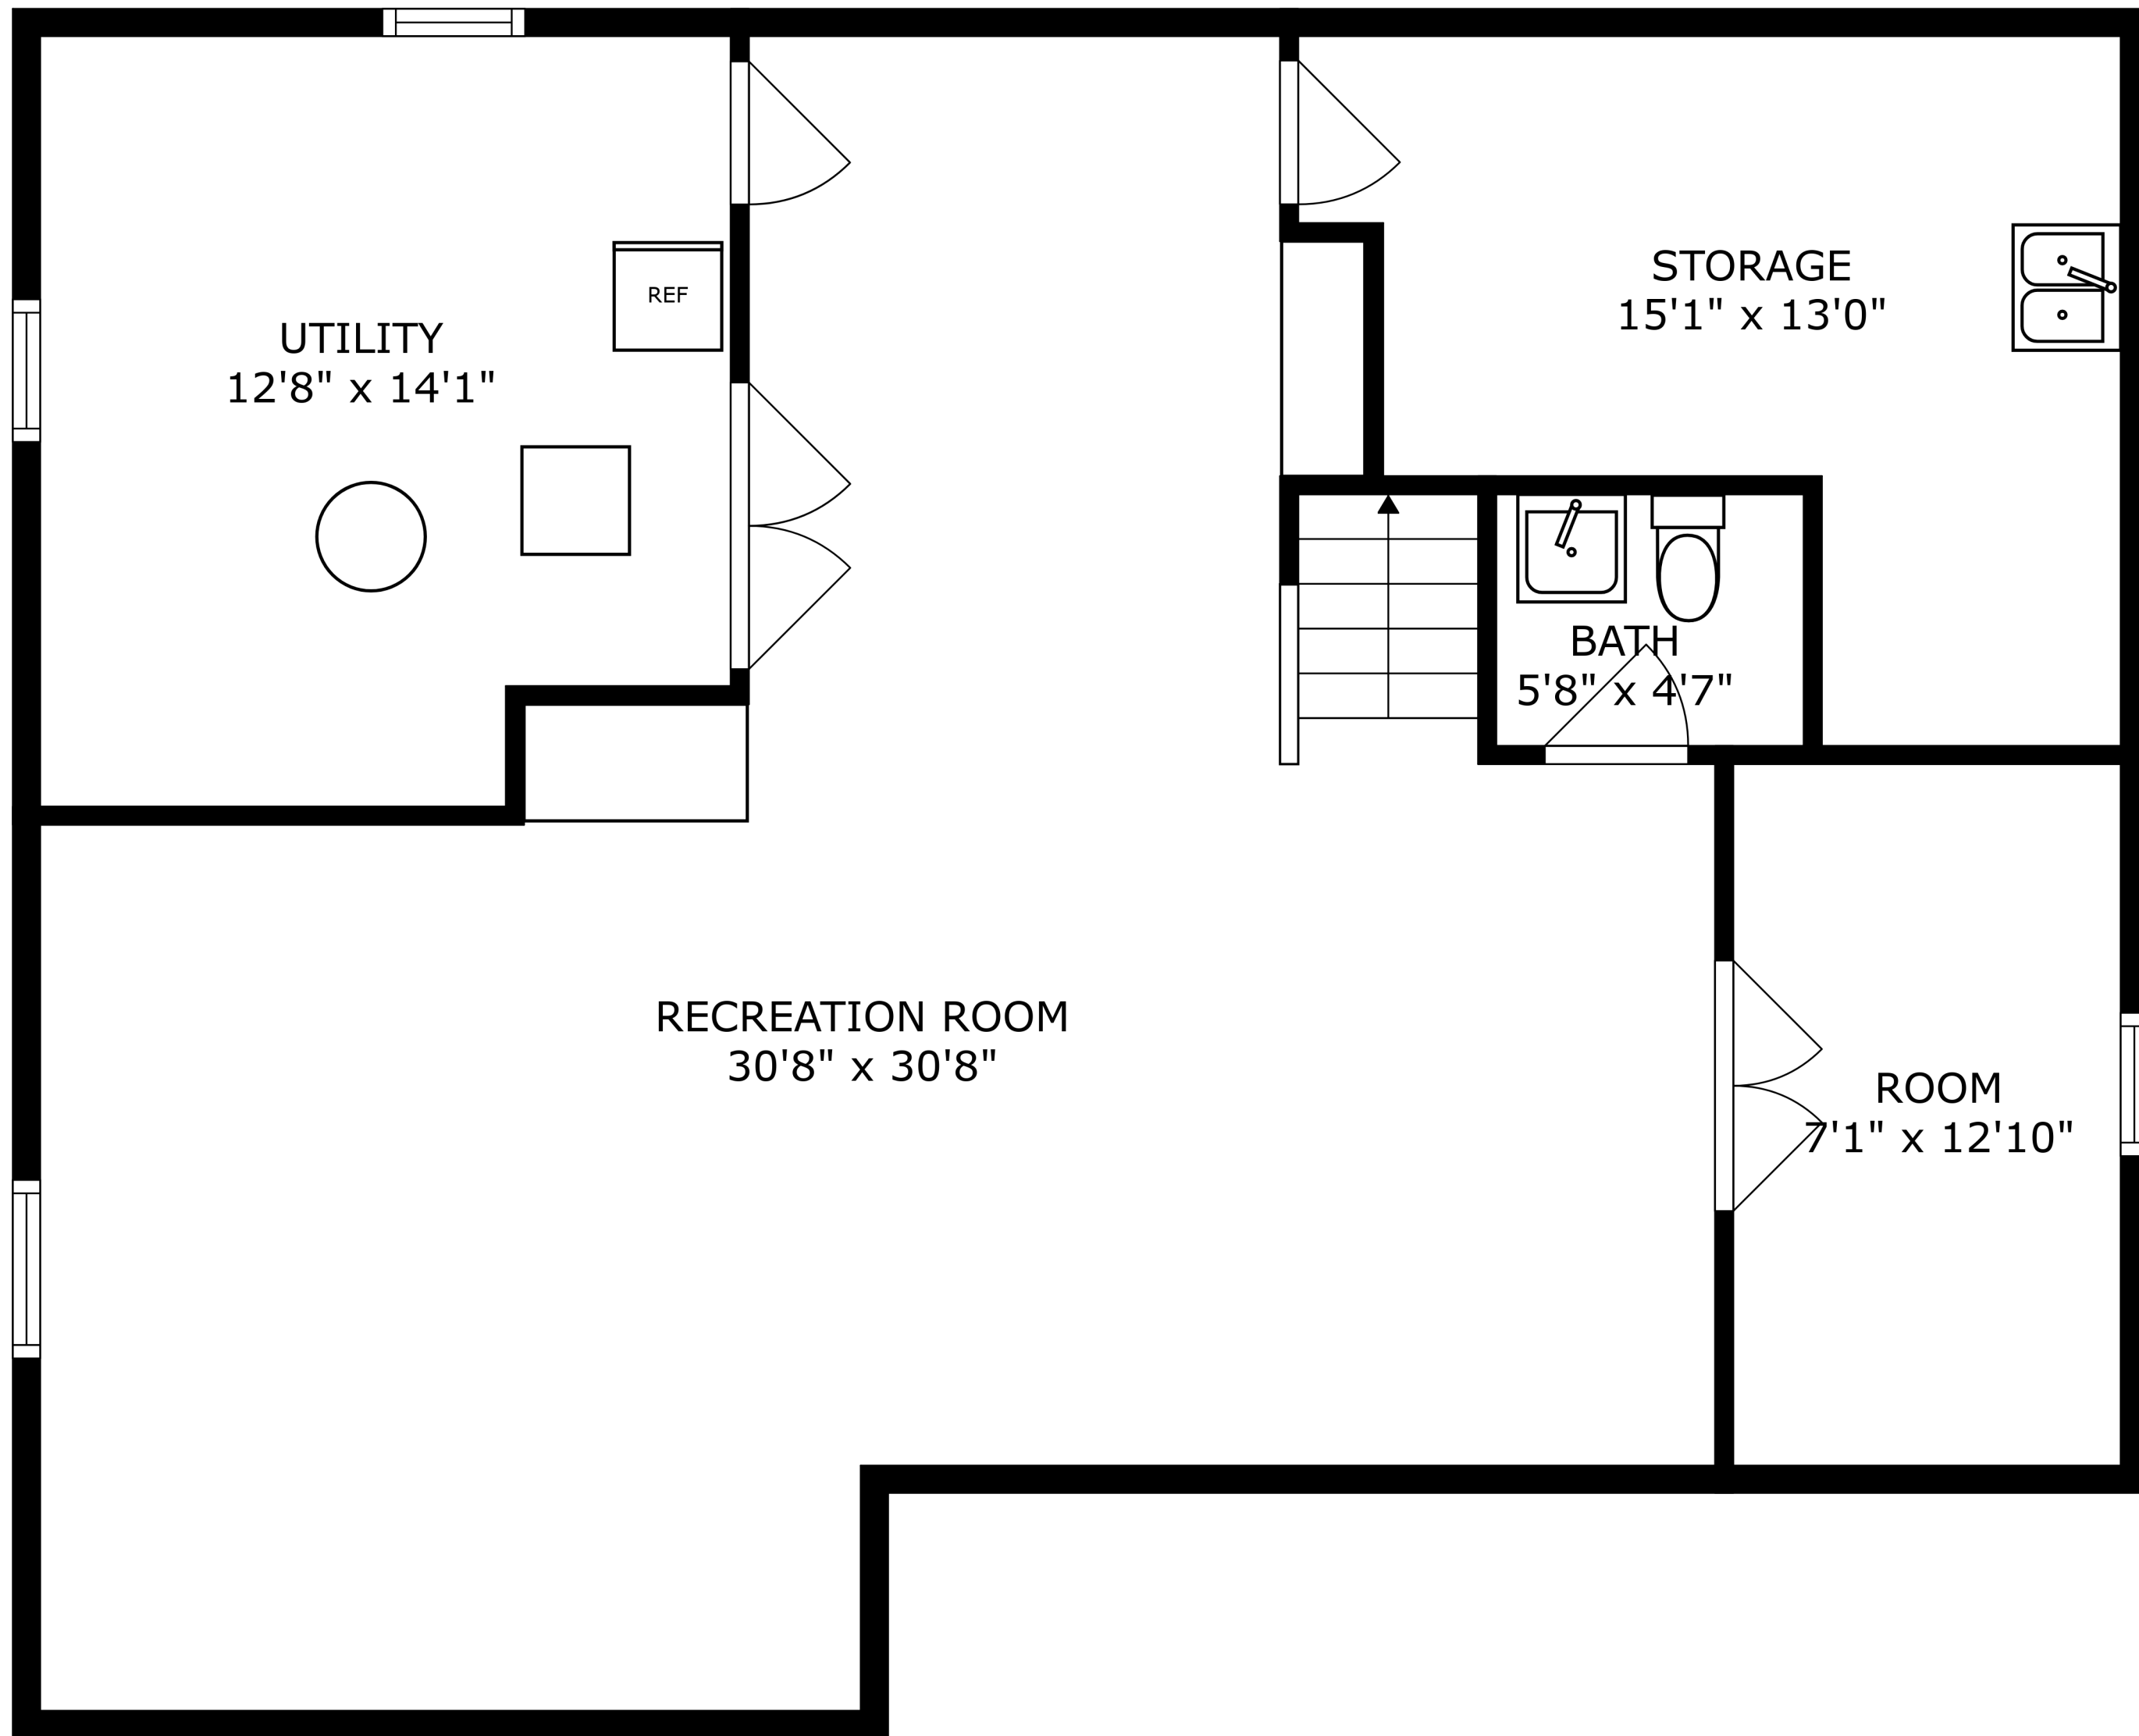 STORAGE
15'1" x 13'0"
REF
UTILITY
12'8" x 14'1"
BATH
5'8" x 4'7"
RECREATION ROOM
30'8" x 30'8"
ROOM
7'1" x 12'10"